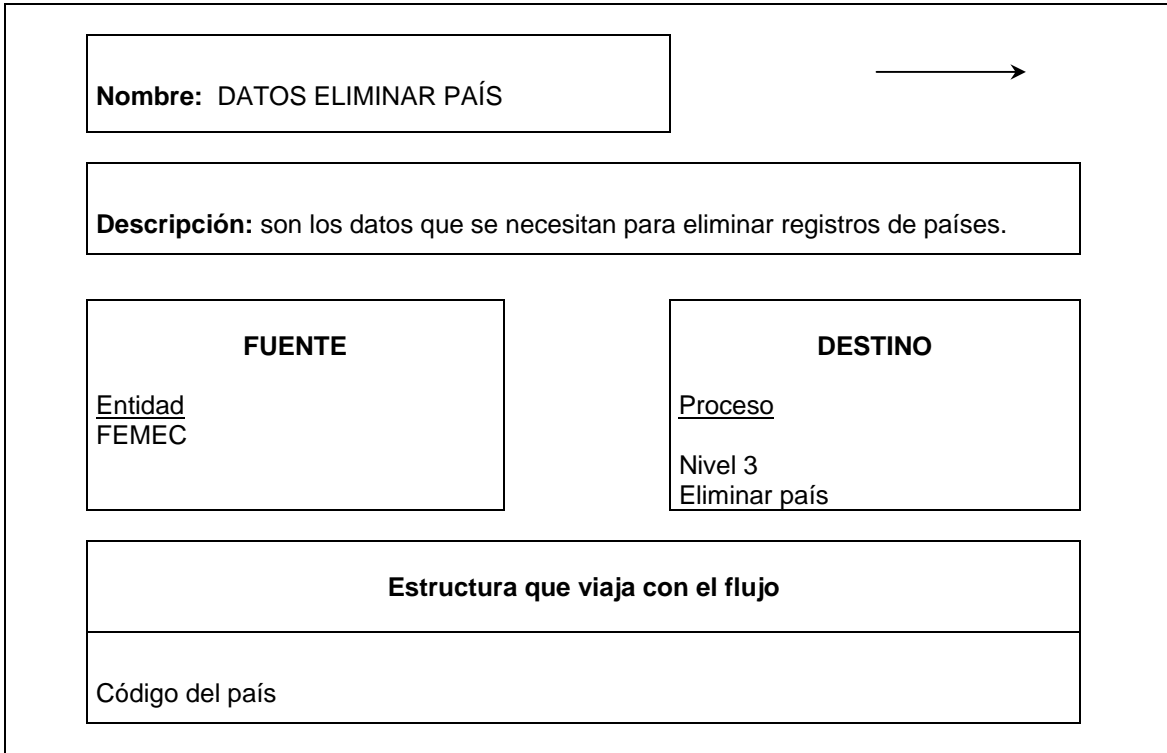 Nombre: DATOS ELIMINAR PAÍS
Descripción: son los datos que se necesitan para eliminar registros de países.
FUENTE
Entidad
FEMEC
DESTINO
Proceso
Nivel 3
Eliminar país
Estructura que viaja con el flujo
Código del país